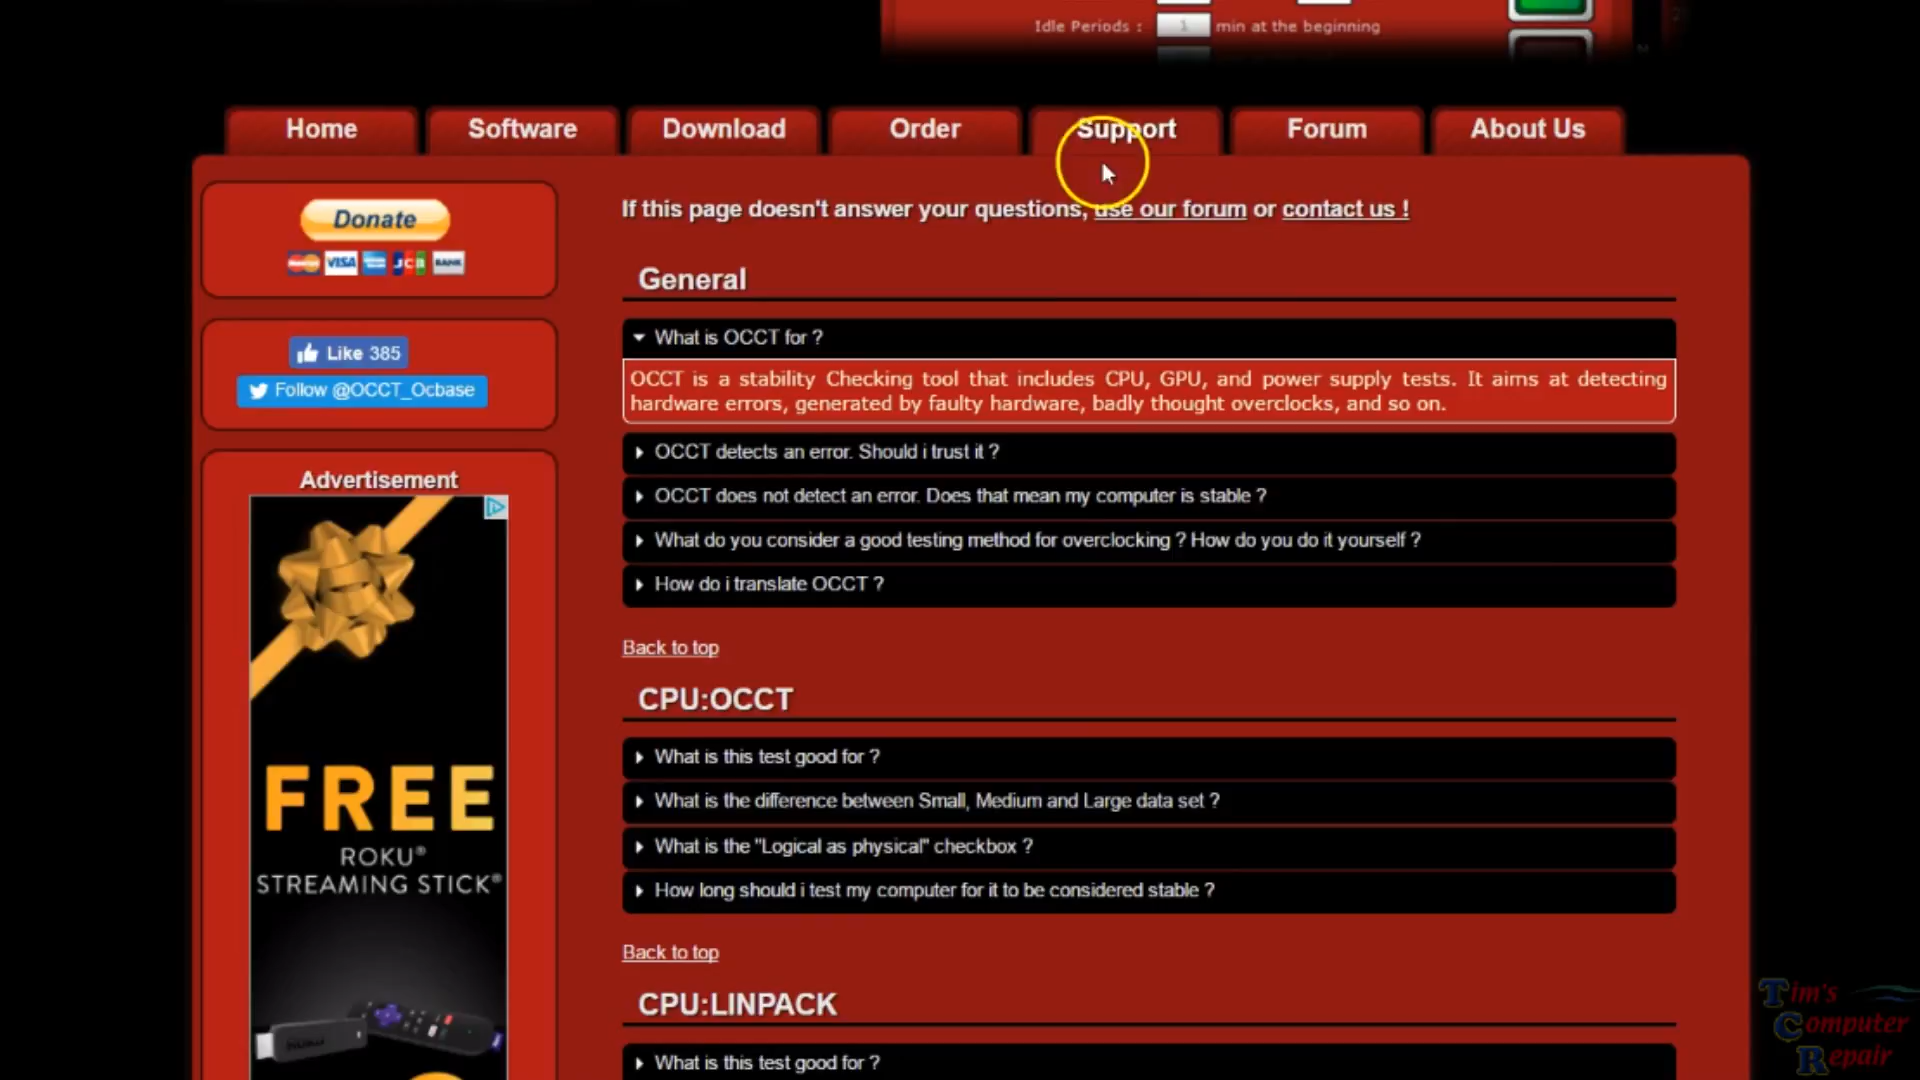 Idle Periods : 1 min at the beginning
Home Software Download Order Support Forum About Us
Donate
VISA JCB BANK
Like 385
Follow @OCCT_Ocbase
Advertisement
FREE
ROKU®
STREAMING STICK®
If this page doesn't answer your questions, use our forum or contact us !
General
What is OCCT for ?
OCCT is a stability Checking tool that includes CPU, GPU, and power supply tests. It aims at detecting
hardware errors, generated by faulty hardware, badly thought overclocks, and so on.
OCCT detects an error. Should i trust it ?
OCCT does not detect an error. Does that mean my computer is stable ?
What do you consider a good testing method for overclocking ? How do you do it yourself ?
How do i translate OCCT ?
Back to top
CPU:OCCT
What is this test good for ?
What is the difference between Small, Medium and Large data set ?
What is the "Logical as physical" checkbox ?
How long should i test my computer for it to be considered stable ?
Back to top
CPU:LINPACK
What is this test good for ?
Tim's
Computer
Repair